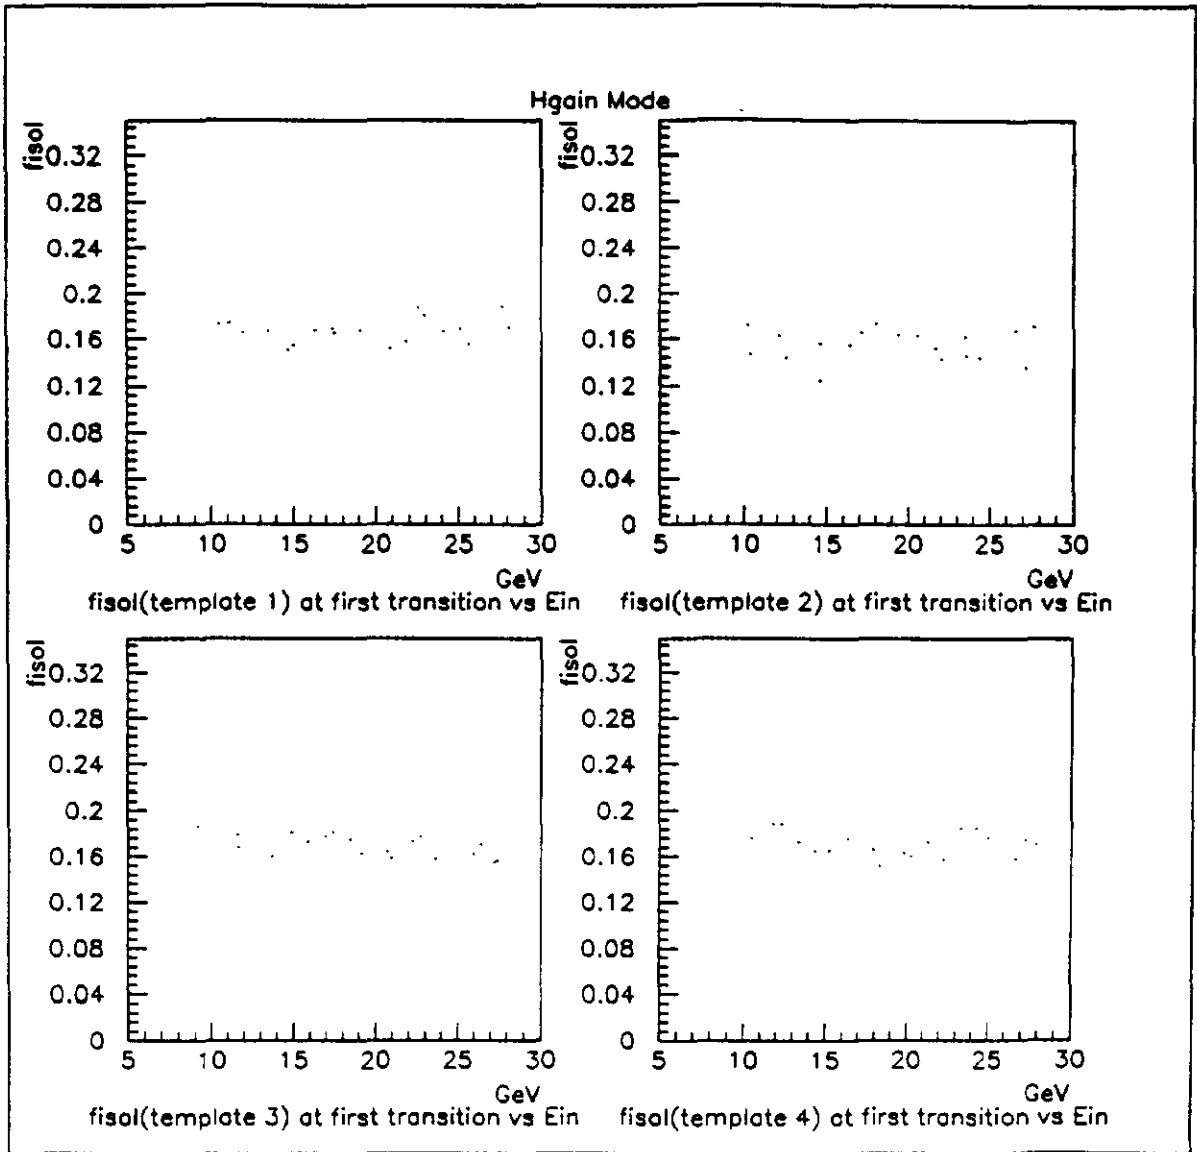 Hgain Mode
fisol
0.32
0.28
0.24
0.2
0.16
0.12
0.08
0.04
0
5 10 15 20 25 30
GeV
fisol(template 1) at first transition vs Ein
fisol
0.32
0.28
0.24
0.2
0.16
0.12
0.08
0.04
0
5 10 15 20 25 30
GeV
fisol(template 2) at first transition vs Ein
fisol
0.32
0.28
0.24
0.2
0.16
0.12
0.08
0.04
0
5 10 15 20 25 30
GeV
fisol(template 3) at first transition vs Ein
fisol
0.32
0.28
0.24
0.2
0.16
0.12
0.08
0.04
0
5 10 15 20 25 30
GeV
fisol(template 4) at first transition vs Ein